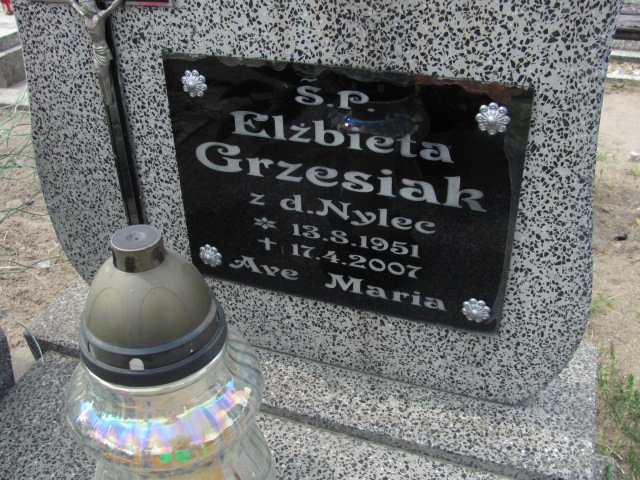 Ś.P.
Elżbieta
Grzesiak
z d. Nylec
* 13.8.1951
† 17.4.2007
Ave Maria